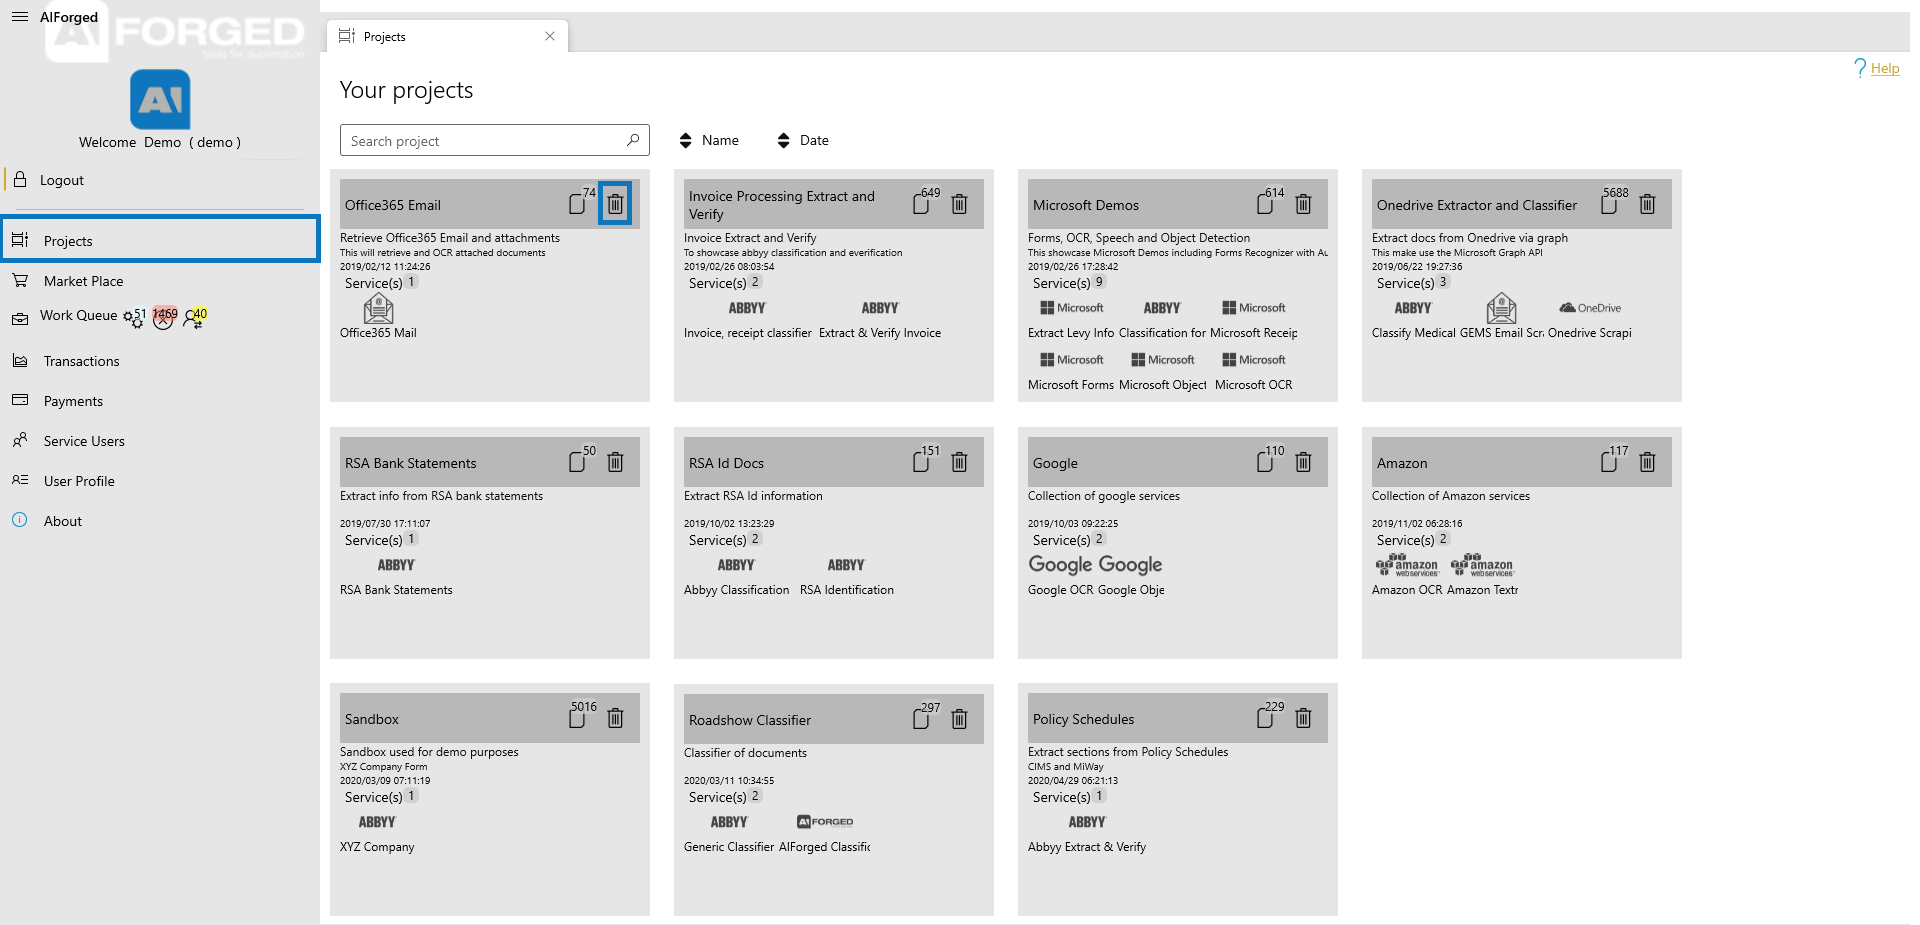 AIForged
AI FORGED
tools for automation
AI
Welcome Demo ( demo )
Logout
Projects
Market Place
Work Queue 51 1469 40
Transactions
Payments
Service Users
User Profile
About
Projects
Help
Your projects
Search project
Name
Date
Office365 Email 74
Retrieve Office365 Email and attachments
This will retrieve and OCR attached documents
2019/02/12 11:24:26
Service(s) 1
Office365 Mail
Invoice Processing Extract and
Verify
649
Invoice Extract and Verify
To showcase abbyy classification and everification
2019/02/26 08:03:54
Service(s) 2
ABBYY ABBYY
Invoice, receipt classifier Extract & Verify Invoice
Microsoft Demos 614
Forms, OCR, Speech and Object Detection
This showcase Microsoft Demos including Forms Recognizer with Au
2019/02/26 17:28:42
Service(s) 9
Microsoft ABBYY Microsoft
Extract Levy Info Classification for Microsoft Receip
Microsoft Microsoft Microsoft
Microsoft Forms Microsoft Object Microsoft OCR
Onedrive Extractor and Classifier 5688
Extract docs from Onedrive via graph
This make use the Microsoft Graph API
2019/06/22 19:27:36
Service(s) 3
ABBYY OneDrive
Classify Medical GEMS Email Scra Onedrive Scrapi
RSA Bank Statements 50
Extract info from RSA bank statements
2019/07/30 17:11:07
Service(s) 1
ABBYY
RSA Bank Statements
RSA Id Docs 151
Extract RSA Id information
2019/10/02 13:23:29
Service(s) 2
ABBYY ABBYY
Abbyy Classification RSA Identification
Google 110
Collection of google services
2019/10/03 09:22:25
Service(s) 2
Google Google
Google OCR Google Obje
Amazon 117
Collection of Amazon services
2019/11/02 06:28:16
Service(s) 2
amazon web services amazon web services
Amazon OCR Amazon Textr
Sandbox 5016
Sandbox used for demo purposes
XYZ Company Form
2020/03/09 07:11:19
Service(s) 1
ABBYY
XYZ Company
Roadshow Classifier 297
Classifier of documents
2020/03/11 10:34:55
Service(s) 2
ABBYY AI FORGED
Generic Classifier AIForged Classific
Policy Schedules 229
Extract sections from Policy Schedules
CIMS and MiWay
2020/04/29 06:21:13
Service(s) 1
ABBYY
Abbyy Extract & Verify